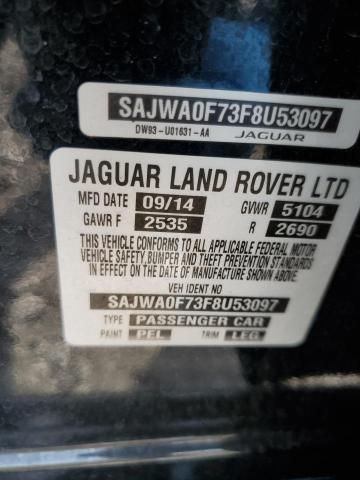 SAJWA0F73F8U53097
DW93-U01631-AA JAGUAR
JAGUAR LAND ROVER LTD
MFD DATE 09/14 GVWR 5104
GAWR F 2535 R 2690
THIS VEHICLE CONFORMS TO ALL APPLICABLE FEDERAL MOTOR
VEHICLE SAFETY, BUMPER AND THEFT PREVENTION STANDARDS
IN EFFECT ON THE DATE OF MANUFACTURE SHOWN ABOVE.
VEH IDENT NO
SAJWA0F73F8U53097
TYPE PASSENGER CAR
PAINT PEL TRIM LEG